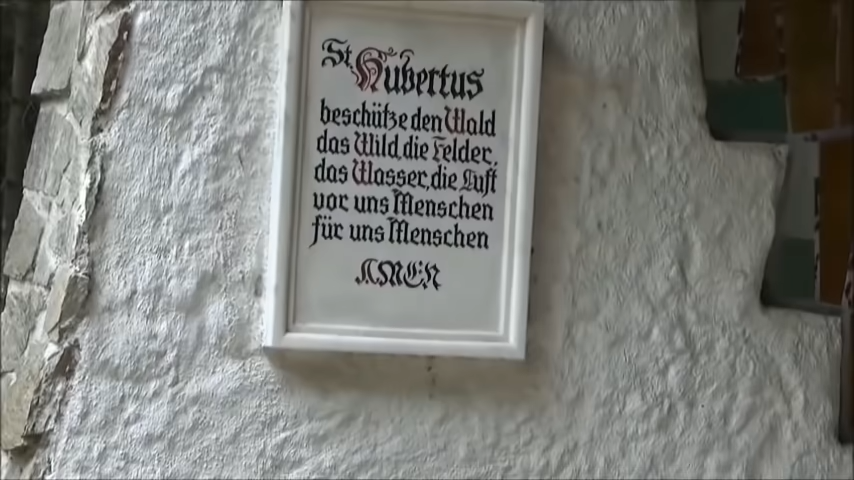 St. Hubertus
beschütze den Wald
das Wild, die Felder,
das Wasser, die Luft
vor uns Menschen
für uns Menschen
AMEN